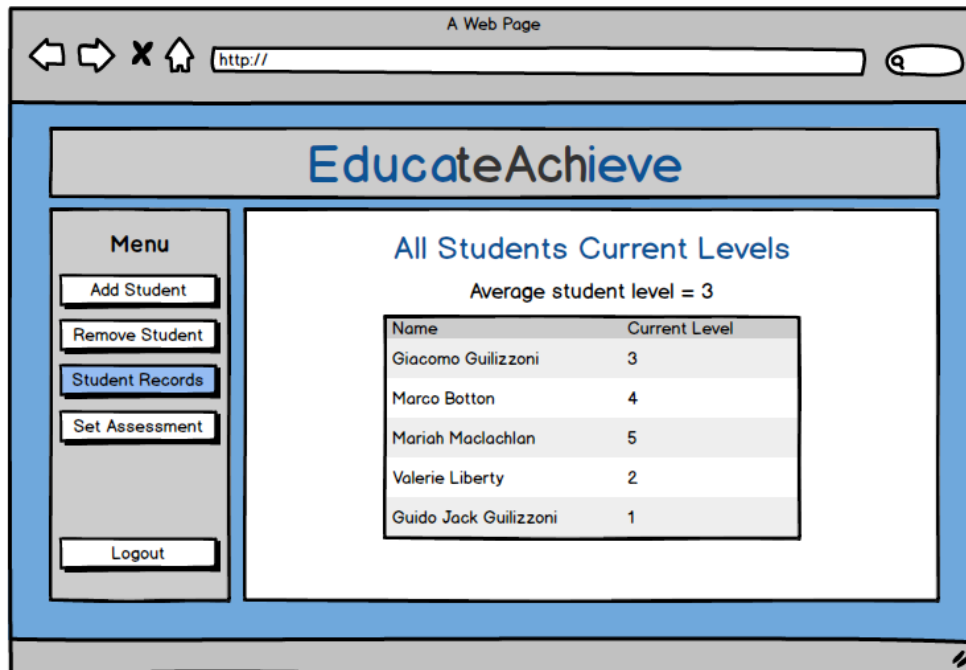 A Web Page
http://
EducateAchieve
Menu
Add Student
Remove Student
Student Records
Set Assessment
Logout
All Students Current Levels
Average student level = 3
Name Current Level
Giacomo Guilizzoni 3
Marco Botton 4
Mariah Maclachlan 5
Valerie Liberty 2
Guido Jack Guilizzoni 1